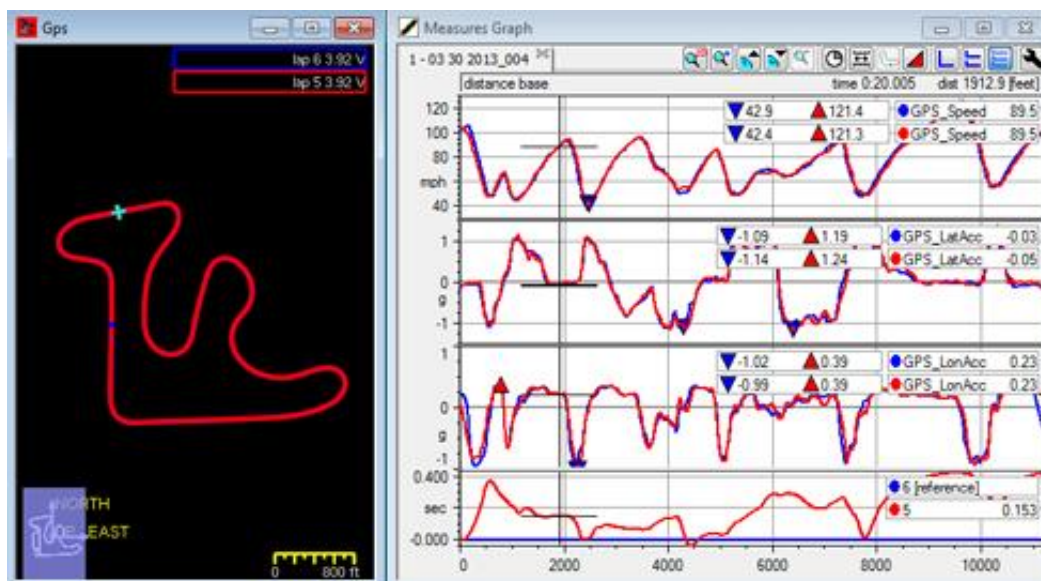 Gps
lap 6 3.92 V
lap 5 3.92 V
NORTH
EAST
0 800 ft
Measures Graph
1 - 03 30 2013_004
distance base time 0:20.005 dist 1912.9 [feet]
120
100
80
mph
40
42.9 121.4 GPS_Speed 89.5
42.4 121.3 GPS_Speed 89.5
1
0
g
-1
-1.09 1.19 GPS_LatAcc -0.03
-1.14 1.24 GPS_LatAcc -0.05
1
0
g
-1
-1.02 0.39 GPS_LonAcc 0.23
-0.99 0.39 GPS_LonAcc 0.23
0.400
sec
-0.000
6 [reference]
5 0.153
0 2000 4000 6000 8000 10000